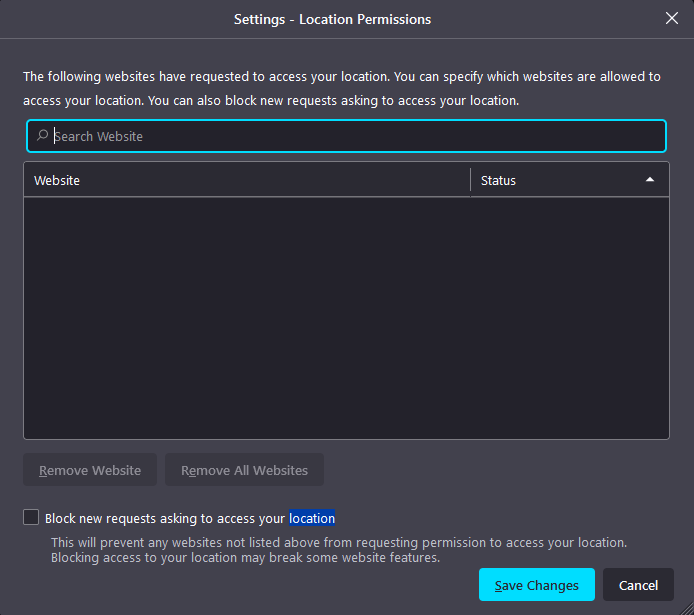 Settings - Location Permissions
The following websites have requested to access your location. You can specify which websites are allowed to
access your location. You can also block new requests asking to access your location.
Search Website
Website Status
Remove Website Remove All Websites
Block new requests asking to access your location
This will prevent any websites not listed above from requesting permission to access your location.
Blocking access to your location may break some website features.
Save Changes Cancel